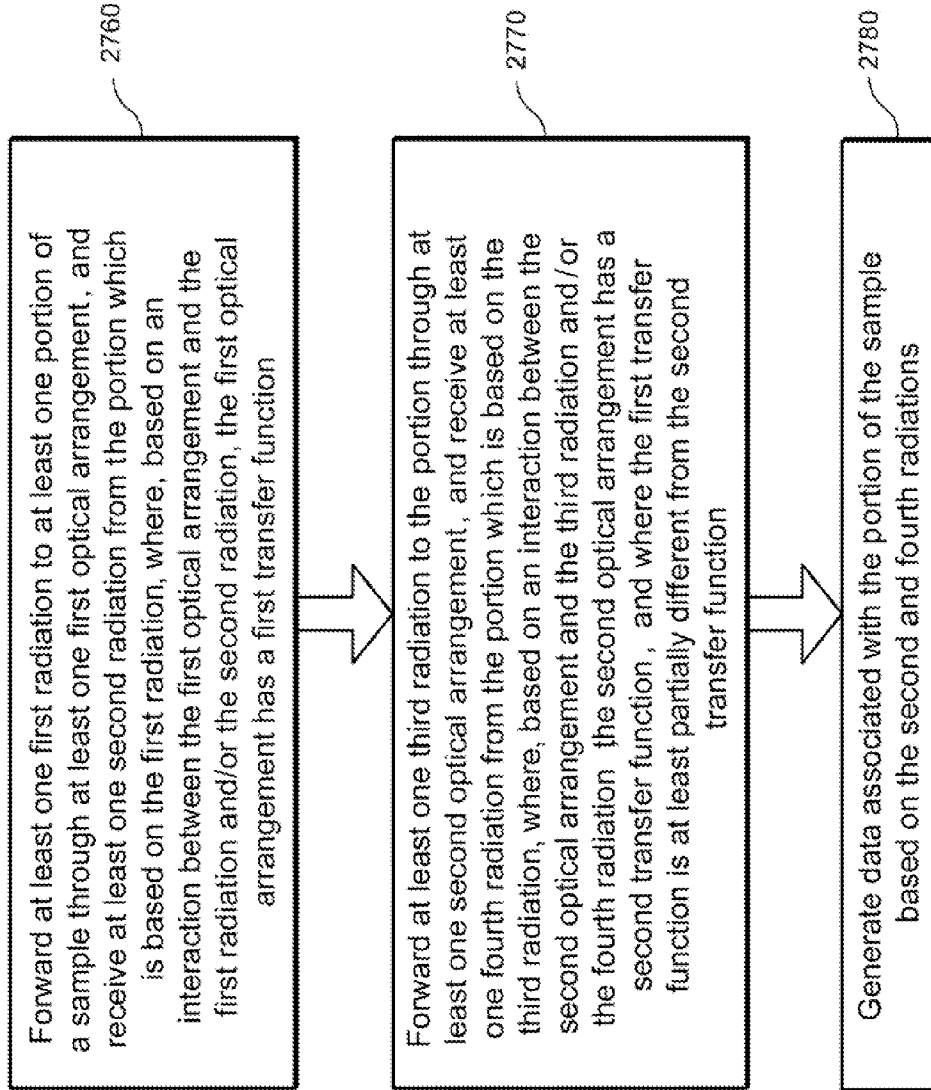 Forward at least one first radiation to at least one portion of
a sample through at least one first optical arrangement, and
receive at least one second radiation from the portion which
is based on the first radiation, where, based on an
interaction between the first optical arrangement and the
first radiation and/or the second radiation, the first optical
arrangement has a first transfer function
2760
Forward at least one third radiation to the portion through at
least one second optical arrangement, and receive at least
one fourth radiation from the portion which is based on the
third radiation, where, based on an interaction between the
second optical arrangement and the third radiation and/or
the fourth radiation, the second optical arrangement has a
second transfer function, and where the first transfer
function is at least partially different from the second
transfer function
2770
Generate data associated with the portion of the sample
based on the second and fourth radiations
2780